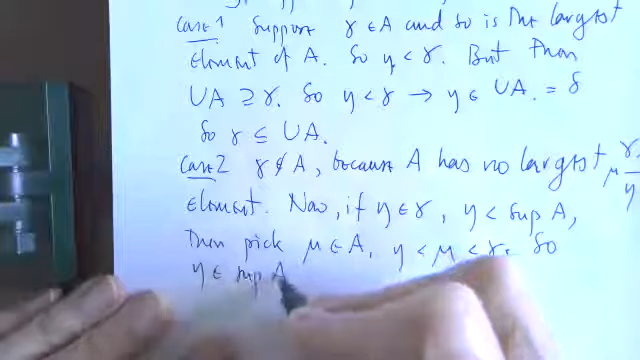 Case 1 Suppose γ ∈ A and so is the largest
Element of A. So η < γ. But then
∪A ≥ γ. So η < γ → η ∈ ∪A. = δ
So γ ≤ ∪A.
Case 2 γ ∉ A, because A has no largest
Element. Now, if η ∈ γ, η < sup A,
Then pick μ ∈ A, η < μ < γ. So
η ∈ sup A
γ
μ
η